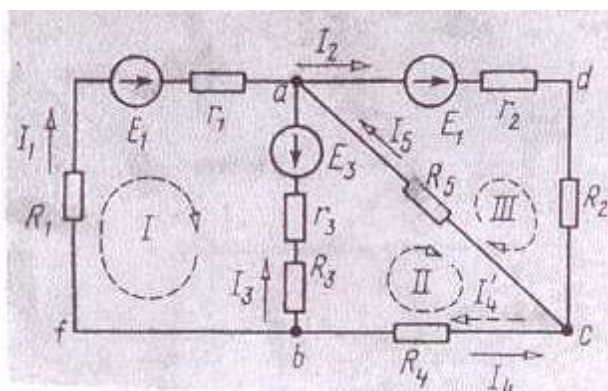 I₂
a
d
E₁
r₁
E₁
r₂
I₁
I₅
E₃
R₅
R₁
I
r₃
III
R₂
I₃
R₃
II
I₄'
f
b
R₄
c
I₄